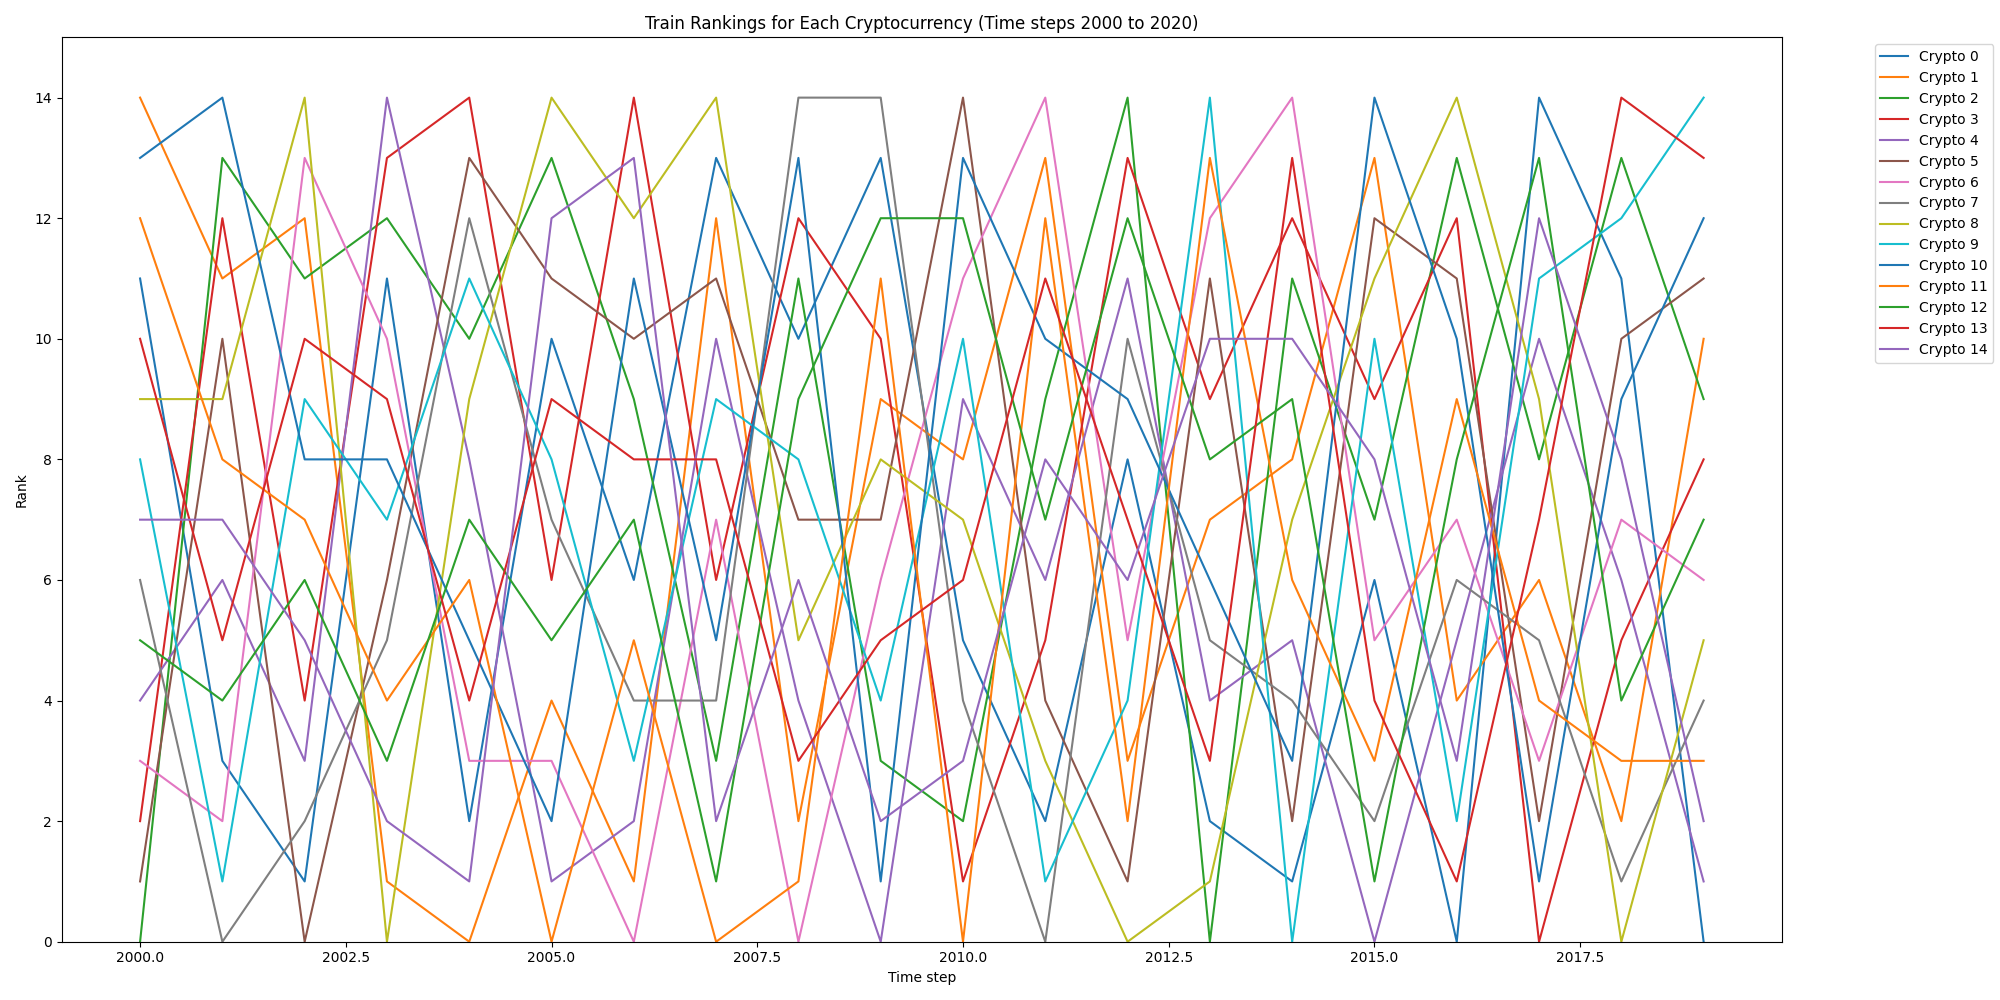 Train Rankings for Each Cryptocurrency (Time steps 2000 to 2020)
Rank
14
12
10
8
6
4
2
0
2000.0 2002.5 2005.0 2007.5 2010.0 2012.5 2015.0 2017.5
Time step
Crypto 0
Crypto 1
Crypto 2
Crypto 3
Crypto 4
Crypto 5
Crypto 6
Crypto 7
Crypto 8
Crypto 9
Crypto 10
Crypto 11
Crypto 12
Crypto 13
Crypto 14